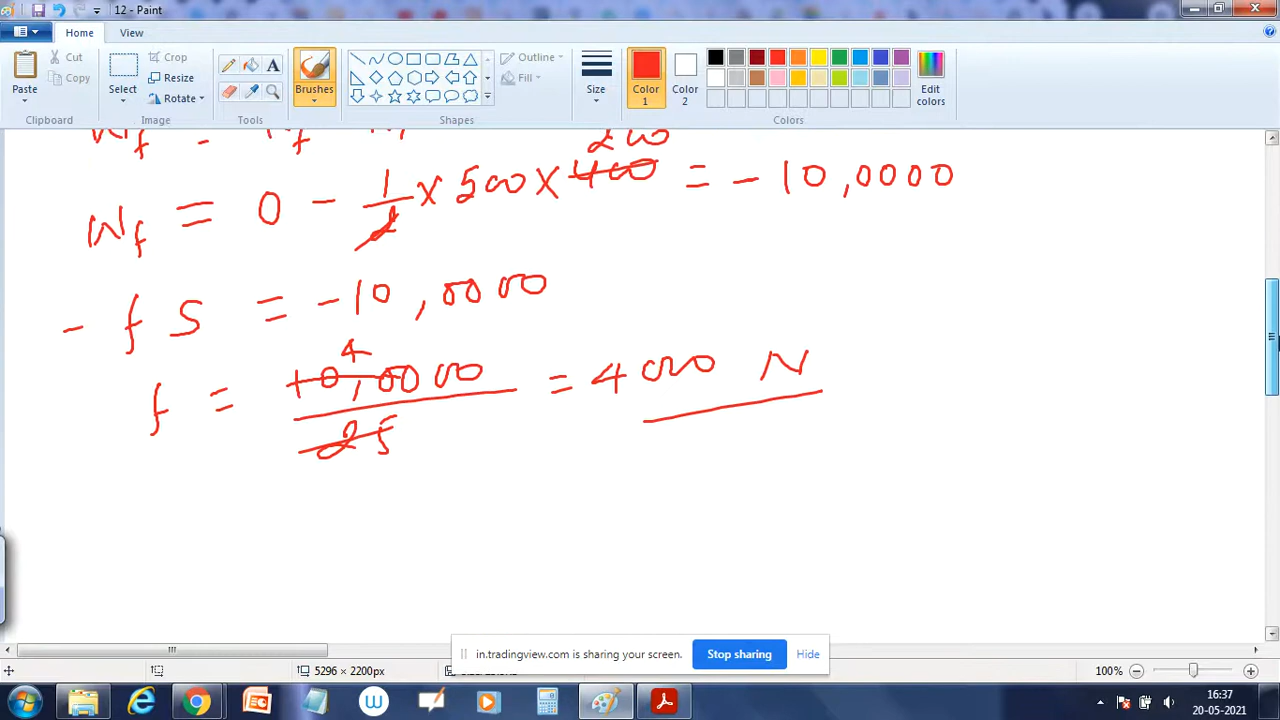 12 - Paint
Home View
Paste
Cut
Copy
Clipboard
Select
Crop
Resize
Rotate
Image
Tools
Brushes
Shapes
Outline
Fill
Size
Color 1
Color 2
Edit colors
Colors
200
Wf = 0 - 1/2 × 500 × 400 = - 10,0000
- f S = - 10,0000
4
f = 10,0000 / 25 = 4000 N
in.tradingview.com is sharing your screen. Stop sharing Hide
5296 × 2200px
100%
16:37
20-05-2021